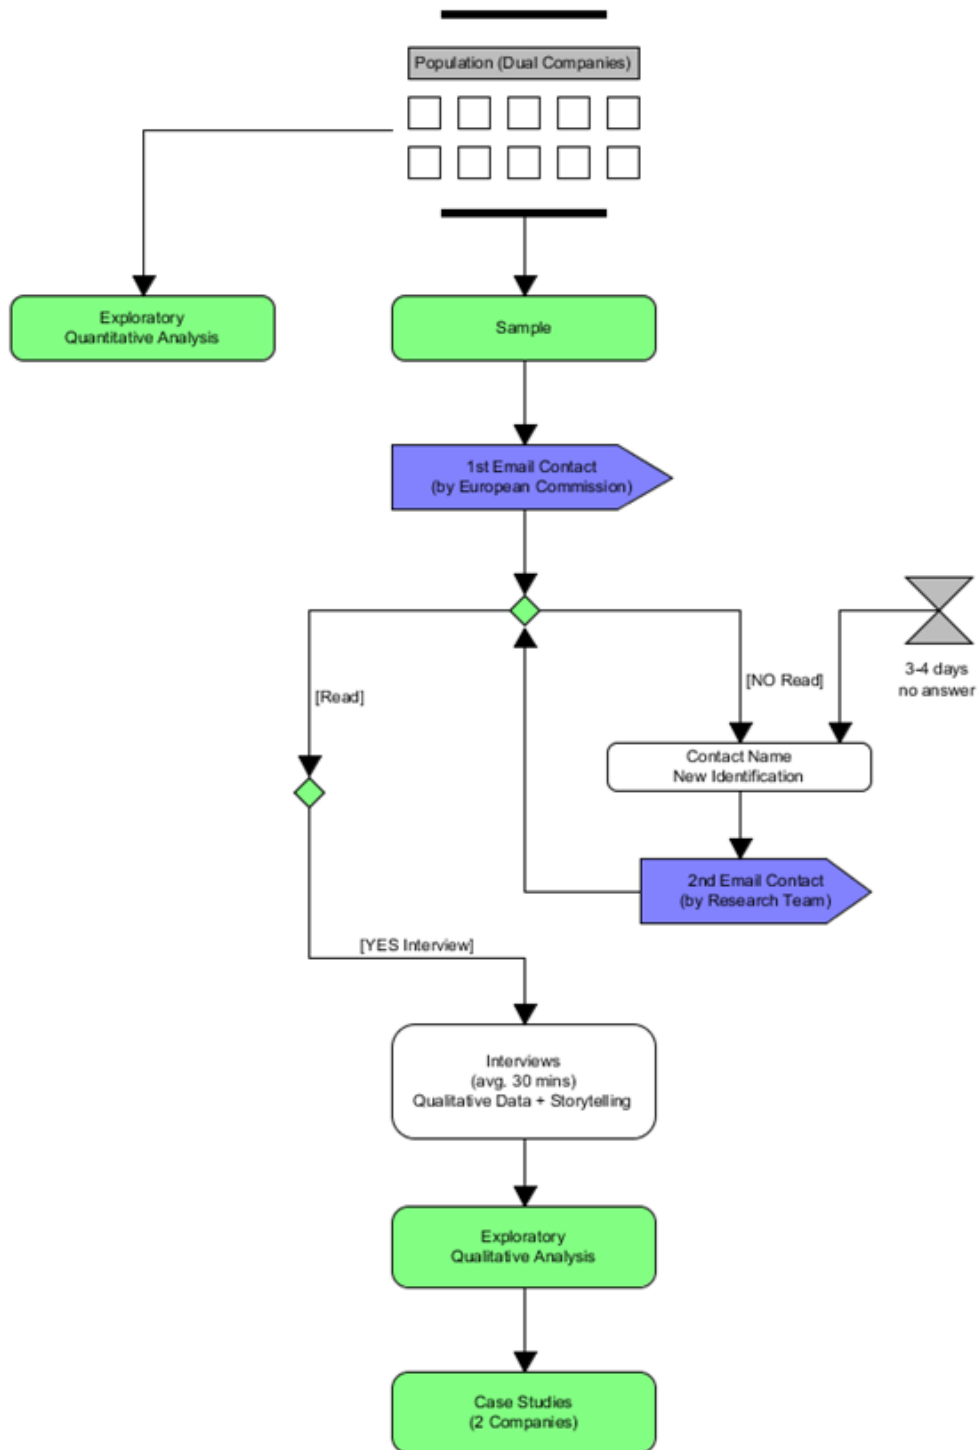 Population (Dual Companies)
Exploratory
Quantitative Analysis
Sample
1st Email Contact
(by European Commission)
[Read]
[NO Read]
3-4 days
no answer
Contact Name
New Identification
2nd Email Contact
(by Research Team)
[YES Interview]
Interviews
(avg. 30 mins)
Qualitative Data + Storytelling
Exploratory
Qualitative Analysis
Case Studies
(2 Companies)